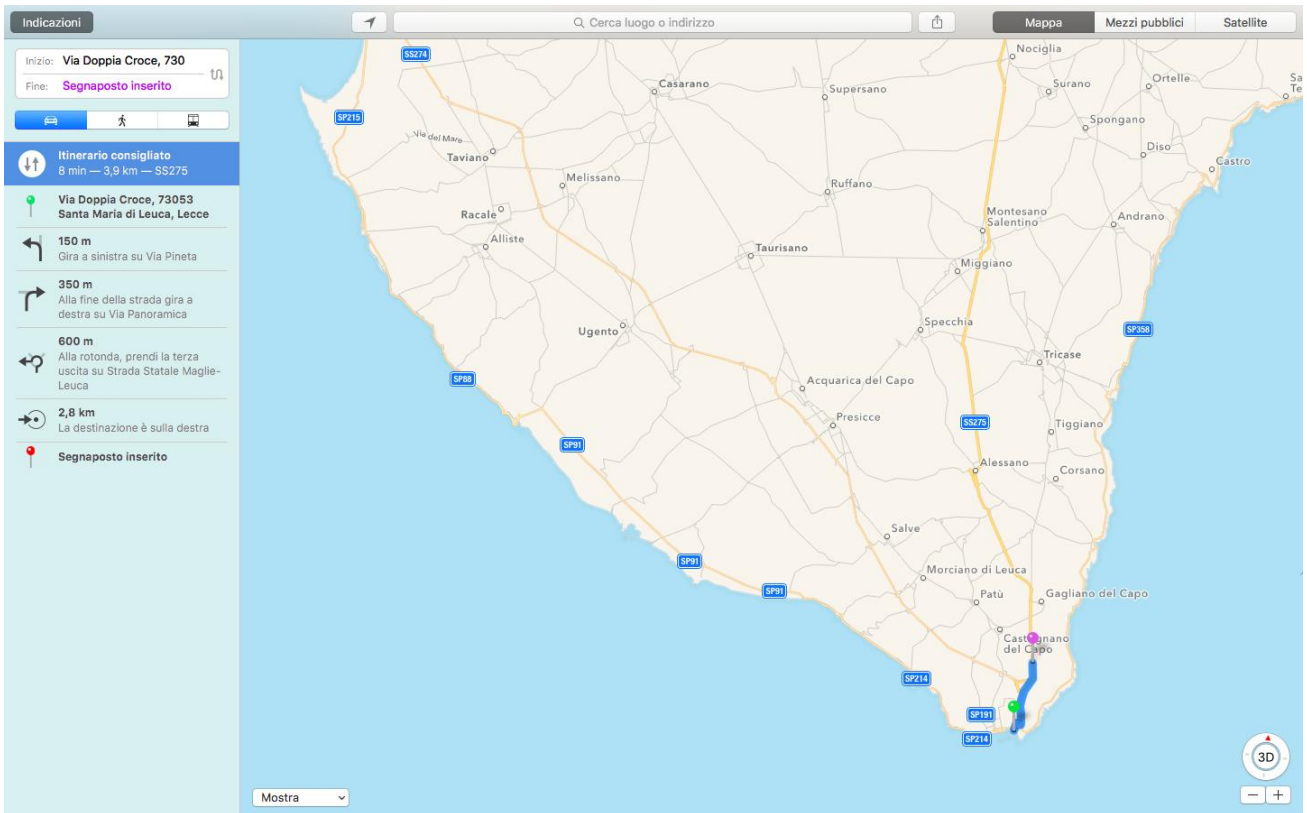 Indicazioni
Cerca luogo o indirizzo
Mappa
Mezzi pubblici
Satellite
Inizio: Via Doppia Croce, 730
Fine: Segnaposto inserito
Itinerario consigliato
8 min — 3,9 km — SS275
Via Doppia Croce, 73053
Santa Maria di Leuca, Lecce
150 m
Gira a sinistra su Via Pineta
350 m
Alla fine della strada gira a
destra su Via Panoramica
600 m
Alla rotonda, prendi la terza
uscita su Strada Statale Maglie-
Leuca
2,8 km
La destinazione è sulla destra
Segnaposto inserito
SS274
Nociglia
Casarano
Supersano
Surano
Ortelle
Sa
Te
SP215
Via del Mare
Spongano
Taviano
Diso
Castro
Melissano
Ruffano
Racale
Montesano
Salentino
Andrano
Alliste
Taurisano
Miggiano
Ugento
Specchia
SP358
Tricase
SP88
Acquarica del Capo
Presicce
SS275
Tiggiano
SP91
Alessano
Corsano
Salve
SP91
Morciano di Leuca
SP91
Patù
Gagliano del Capo
Castrignano
del Capo
SP214
SP191
SP214
3D
Mostra
− +